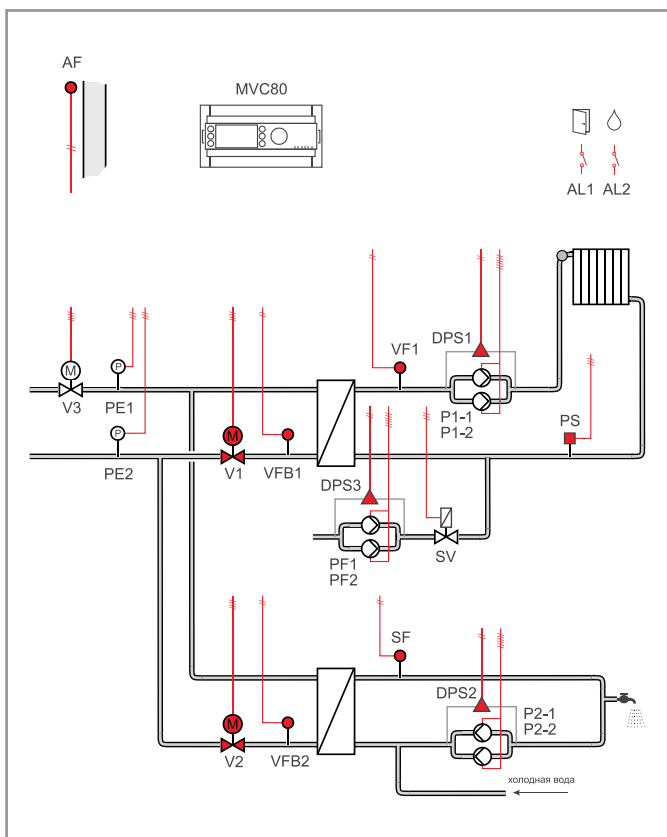 AF
MVC80
AL1 AL2
DPS1
VF1
M
P
V3
PE1
P1-1
P1-2
PS
P
M
PE2
V1
VFB1
DPS3
PF1
PF2
SV
SF
DPS2
P2-1
P2-2
M
V2
VFB2
холодная вода